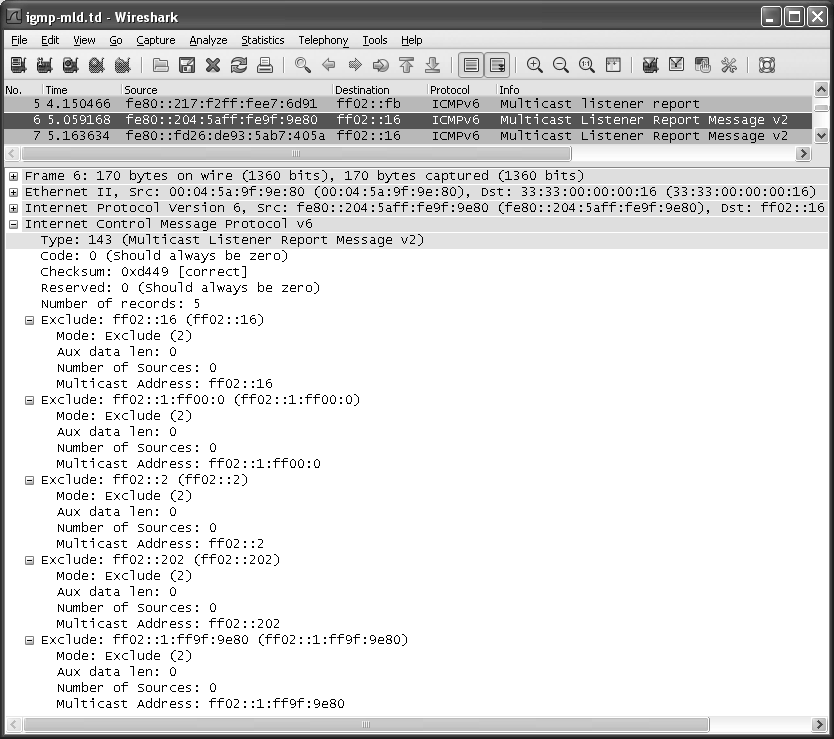 igmp-mld.td - Wireshark
File Edit View Go Capture Analyze Statistics Telephony Tools Help
No. Time Source Destination Protocol Info
5 4.150466 fe80::217:f2ff:fee7:6d91 ff02::fb ICMPv6 Multicast listener report
6 5.059168 fe80::204:5aff:fe9f:9e80 ff02::16 ICMPv6 Multicast Listener Report Message v2
7 5.163634 fe80::fd26:de93:5ab7:405a ff02::16 ICMPv6 Multicast Listener Report Message v2
Frame 6: 170 bytes on wire (1360 bits), 170 bytes captured (1360 bits)
Ethernet II, Src: 00:04:5a:9f:9e:80 (00:04:5a:9f:9e:80), Dst: 33:33:00:00:00:16 (33:33:00:00:00:16)
Internet Protocol Version 6, Src: fe80::204:5aff:fe9f:9e80 (fe80::204:5aff:fe9f:9e80), Dst: ff02::16
Internet Control Message Protocol v6
Type: 143 (Multicast Listener Report Message v2)
Code: 0 (Should always be zero)
Checksum: 0xd449 [correct]
Reserved: 0 (Should always be zero)
Number of records: 5
Exclude: ff02::16 (ff02::16)
Mode: Exclude (2)
Aux data len: 0
Number of Sources: 0
Multicast Address: ff02::16
Exclude: ff02::1:ff00:0 (ff02::1:ff00:0)
Mode: Exclude (2)
Aux data len: 0
Number of Sources: 0
Multicast Address: ff02::1:ff00:0
Exclude: ff02::2 (ff02::2)
Mode: Exclude (2)
Aux data len: 0
Number of Sources: 0
Multicast Address: ff02::2
Exclude: ff02::202 (ff02::202)
Mode: Exclude (2)
Aux data len: 0
Number of Sources: 0
Multicast Address: ff02::202
Exclude: ff02::1:ff9f:9e80 (ff02::1:ff9f:9e80)
Mode: Exclude (2)
Aux data len: 0
Number of Sources: 0
Multicast Address: ff02::1:ff9f:9e80